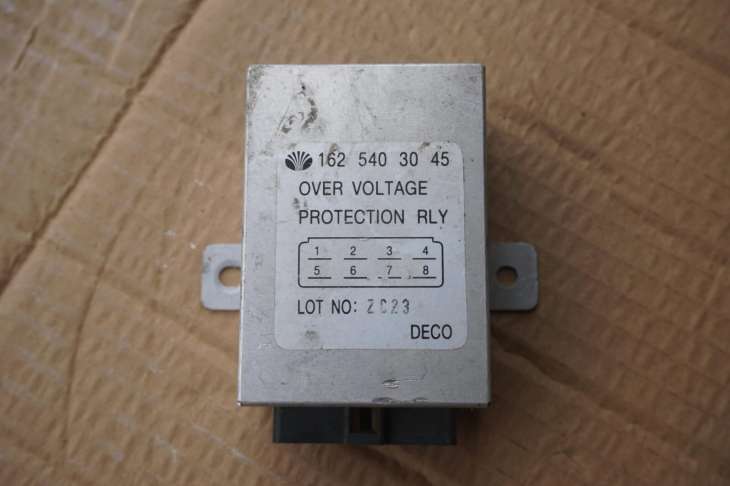 162 540 30 45
OVER VOLTAGE
PROTECTION RLY
1 2 3 4
5 6 7 8
LOT NO: ZC23
DECO